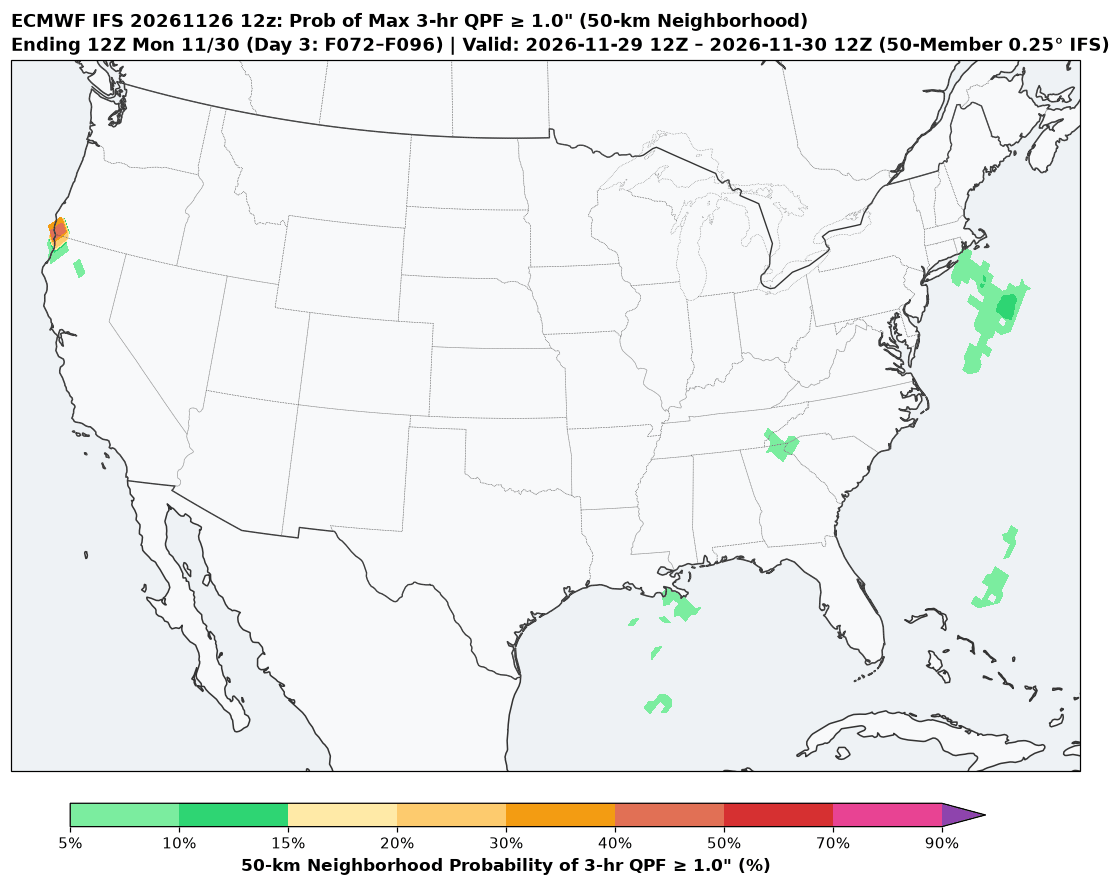 ECMWF IFS 20261126 12z: Prob of Max 3-hr QPF ≥ 1.0" (50-km Neighborhood)
Ending 12Z Mon 11/30 (Day 3: F072–F096) | Valid: 2026-11-29 12Z – 2026-11-30 12Z (50-Member 0.25° IFS)
5% 10% 15% 20% 30% 40% 50% 70% 90%
50-km Neighborhood Probability of 3-hr QPF ≥ 1.0" (%)